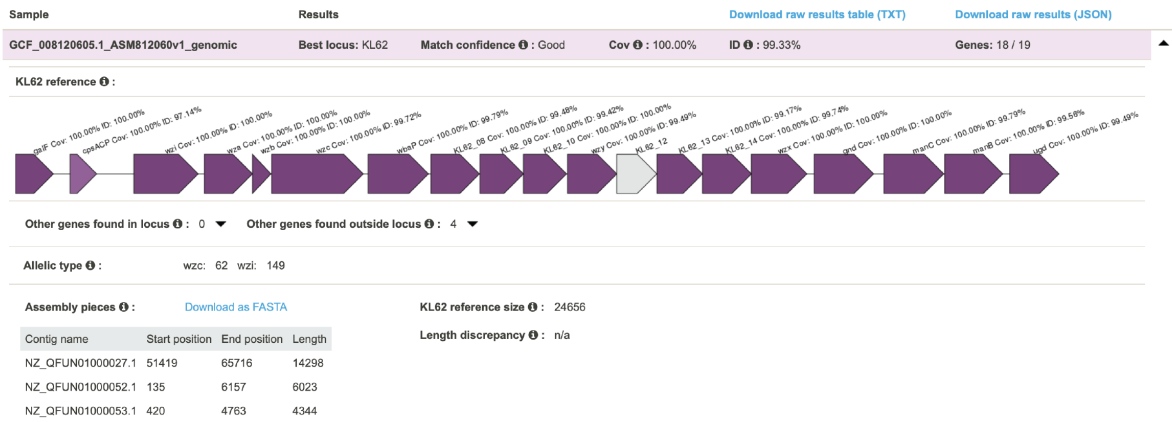 Sample Results Download raw results table (TXT) Download raw results (JSON)
GCF_008120605.1_ASM812060v1_genomic Best locus: KL62 Match confidence : Good Cov : 100.00% ID : 99.33% Genes: 18 / 19
KL62 reference :
galF Cov: 100.00% ID: 100.00%
cpsACP Cov: 100.00% ID: 97.14%
wzi Cov: 100.00% ID: 100.00%
wza Cov: 100.00% ID: 100.00%
wzb Cov: 100.00% ID: 100.00%
wzc Cov: 100.00% ID: 99.72%
wbaP Cov: 100.00% ID: 99.79%
KL62_08 Cov: 100.00% ID: 99.48%
KL62_09 Cov: 100.00% ID: 99.42%
KL62_10 Cov: 100.00% ID: 100.00%
wzy Cov: 100.00% ID: 99.49%
KL62_12
KL62_13 Cov: 100.00% ID: 99.17%
KL62_14 Cov: 100.00% ID: 99.74%
wzx Cov: 100.00% ID: 100.00%
gnd Cov: 100.00% ID: 100.00%
manC Cov: 100.00% ID: 99.79%
manB Cov: 100.00% ID: 99.56%
ugd Cov: 100.00% ID: 99.49%
Other genes found in locus : 0 Other genes found outside locus : 4
Allelic type : wzc: 62 wzi: 149
Assembly pieces : Download as FASTA KL62 reference size : 24656
Length discrepancy : n/a
Contig name Start position End position Length
NZ_QFUN01000027.1 51419 65716 14298
NZ_QFUN01000052.1 135 6157 6023
NZ_QFUN01000053.1 420 4763 4344